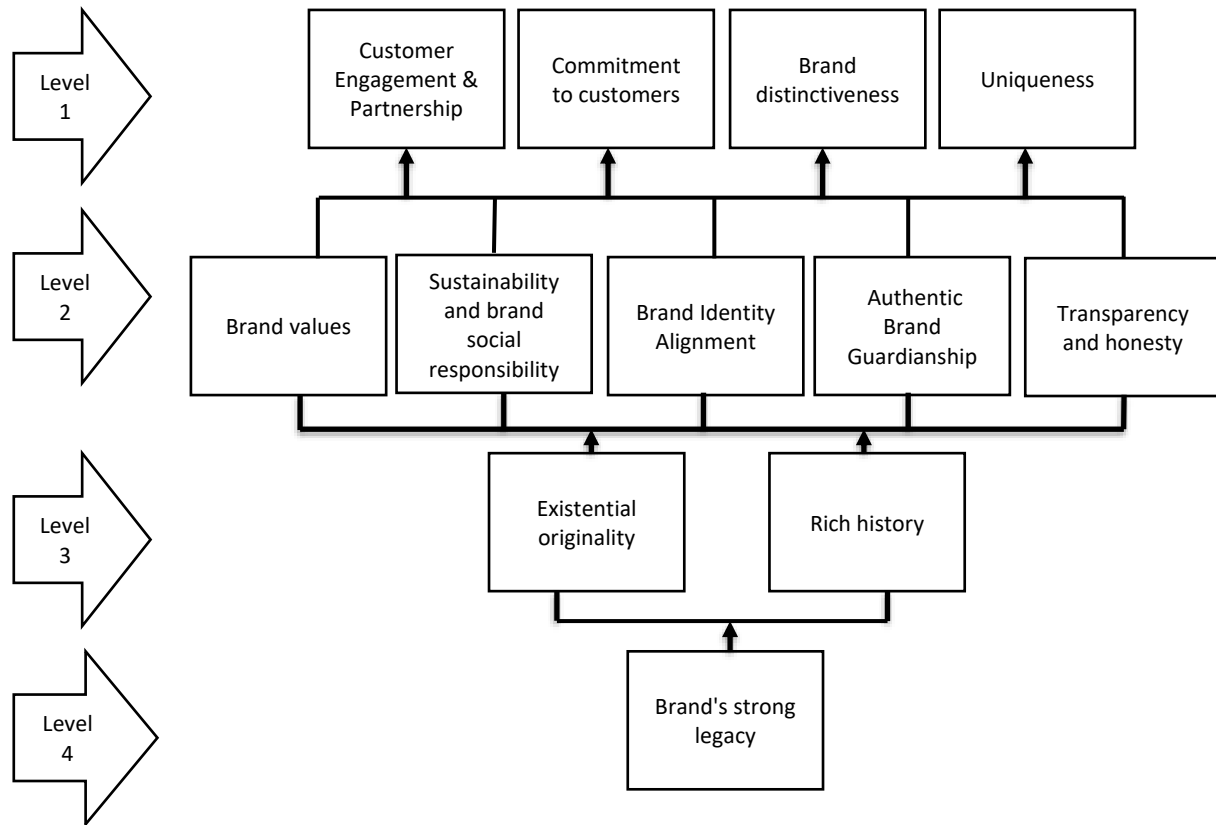 Level
1
Customer
Engagement &
Partnership
Commitment
to customers
Brand
distinctiveness
Uniqueness
Level
2
Brand values
Sustainability
and brand
social
responsibility
Brand Identity
Alignment
Authentic
Brand
Guardianship
Transparency
and honesty
Level
3
Existential
originality
Rich history
Level
4
Brand's strong
legacy